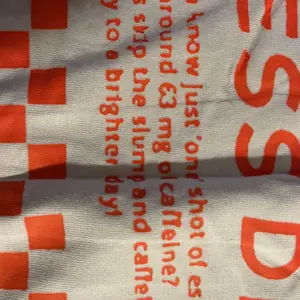 ESS D
u know just 'one' shot of es
around 63 mg of caffeine?
s skip the slump and caffe
y to a brighter day!